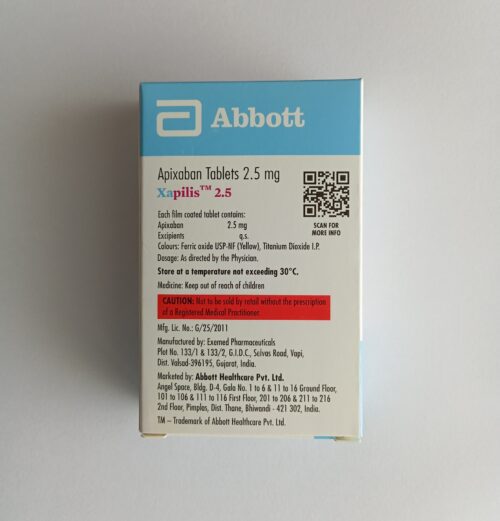 Abbott
Apixaban Tablets 2.5 mg
Xapilis™ 2.5
SCAN FOR
MORE INFO
Each film coated tablet contains:
Apixaban 2.5 mg
Excipients q.s.
Colours: Ferric oxide USP-NF (Yellow), Titanium Dioxide I.P.
Dosage: As directed by the Physician.
Store at a temperature not exceeding 30°C.
Medicine: Keep out of reach of children
CAUTION: Not to be sold by retail without the prescription
of a Registered Medical Practitioner.
Mfg. Lic. No.: G/25/2011
Manufactured by: Exemed Pharmaceuticals
Plot No. 133/1 & 133/2, G.I.D.C., Selvas Road, Vapi,
Dist. Valsad-396195, Gujarat, India.
Marketed by: Abbott Healthcare Pvt. Ltd.
Angel Space, Bldg. D-4, Gala No. 1 to 6 & 11 to 16 Ground Floor,
101 to 106 & 111 to 116 First Floor, 201 to 206 & 211 to 216
2nd Floor, Pimplas, Dist. Thane, Bhiwandi - 421 302, India.
TM – Trademark of Abbott Healthcare Pvt. Ltd.